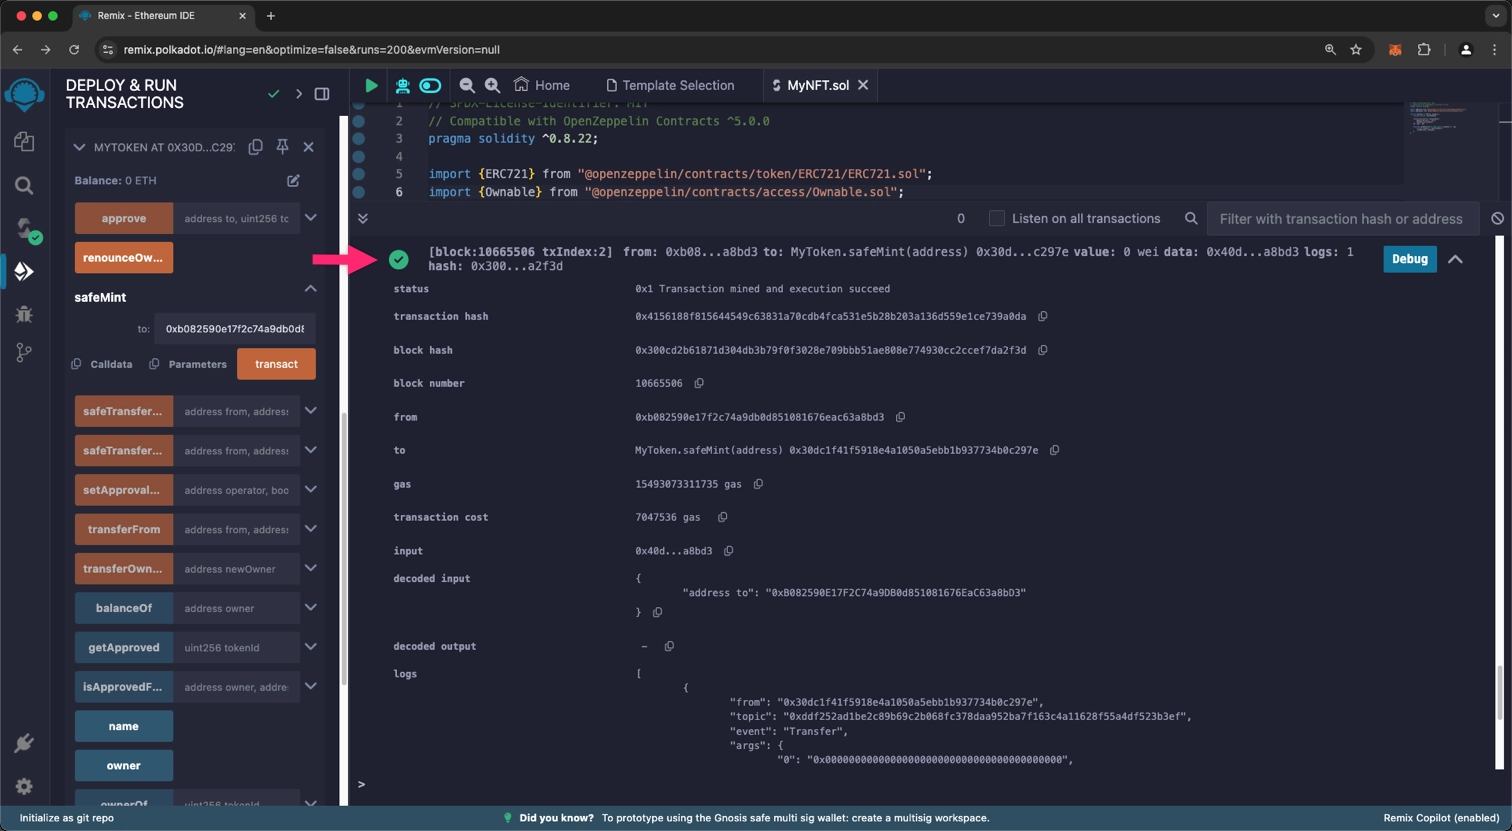 Remix - Ethereum IDE
remix.polkadot.io/#lang=en&optimize=false&runs=200&evmVersion=null
DEPLOY & RUN
TRANSACTIONS
Home
Template Selection
MyNFT.sol
MYTOKEN AT 0X30D...C29
Balance: 0 ETH
approve address to, uint256 to
renounceOw...
safeMint
to: 0xb082590e17f2c74a9db0d8
Calldata Parameters transact
safeTransfer... address from, address
safeTransfer... address from, address
setApproval... address operator, boo
transferFrom address from, address
transferOwn... address newOwner
balanceOf address owner
getApproved uint256 tokenId
isApprovedF... address owner, addre
name
owner
ownerOf uint256 tokenId
1 // SPDX-License-Identifier: MIT
2 // Compatible with OpenZeppelin Contracts ^5.0.0
3 pragma solidity ^0.8.22;
4
5 import {ERC721} from "@openzeppelin/contracts/token/ERC721/ERC721.sol";
6 import {Ownable} from "@openzeppelin/contracts/access/Ownable.sol";
0 Listen on all transactions Filter with transaction hash or address
[block:10665506 txIndex:2] from: 0xb08...a8bd3 to: MyToken.safeMint(address) 0x30d...c297e value: 0 wei data: 0x40d...a8bd3 logs: 1
hash: 0x300...a2f3d
Debug
status 0x1 Transaction mined and execution succeed
transaction hash 0x4156188f815644549c63831a70cdb4fca531e5b28b203a136d559e1ce739a0da
block hash 0x300cd2b61871d304db3b79f0f3028e709bbb51ae808e774930cc2ccef7da2f3d
block number 10665506
from 0xb082590e17f2c74a9db0d851081676eac63a8bd3
to MyToken.safeMint(address) 0x30dc1f41f5918e4a1050a5ebb1b937734b0c297e
gas 15493073311735 gas
transaction cost 7047536 gas
input 0x40d...a8bd3
decoded input {
"address to": "0xB082590E17F2C74a9DB0d851081676EaC63a8bD3"
}
decoded output -
logs [
{
"from": "0x30dc1f41f5918e4a1050a5ebb1b937734b0c297e",
"topic": "0xddf252ad1be2c89b69c2b068fc378daa952ba7f163c4a11628f55a4df523b3ef",
"event": "Transfer",
"args": {
"0": "0x0000000000000000000000000000000000000000",
>
Initialize as git repo
Did you know? To prototype using the Gnosis safe multi sig wallet: create a multisig workspace.
Remix Copilot (enabled)